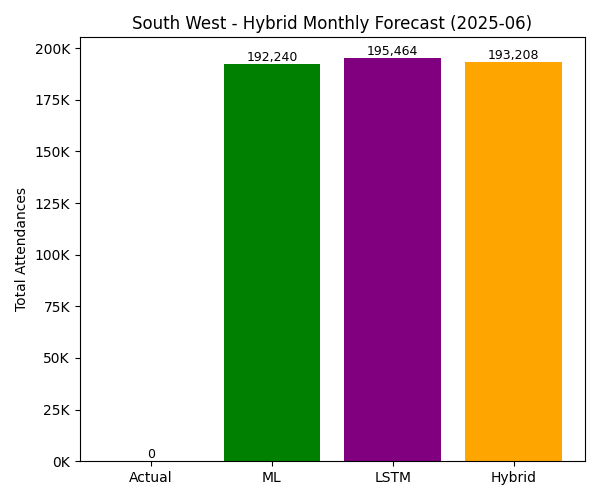 South West - Hybrid Monthly Forecast (2025-06)
Total Attendances
200K
175K
150K
125K
100K
75K
50K
25K
0K
0
192,240
195,464
193,208
Actual
ML
LSTM
Hybrid